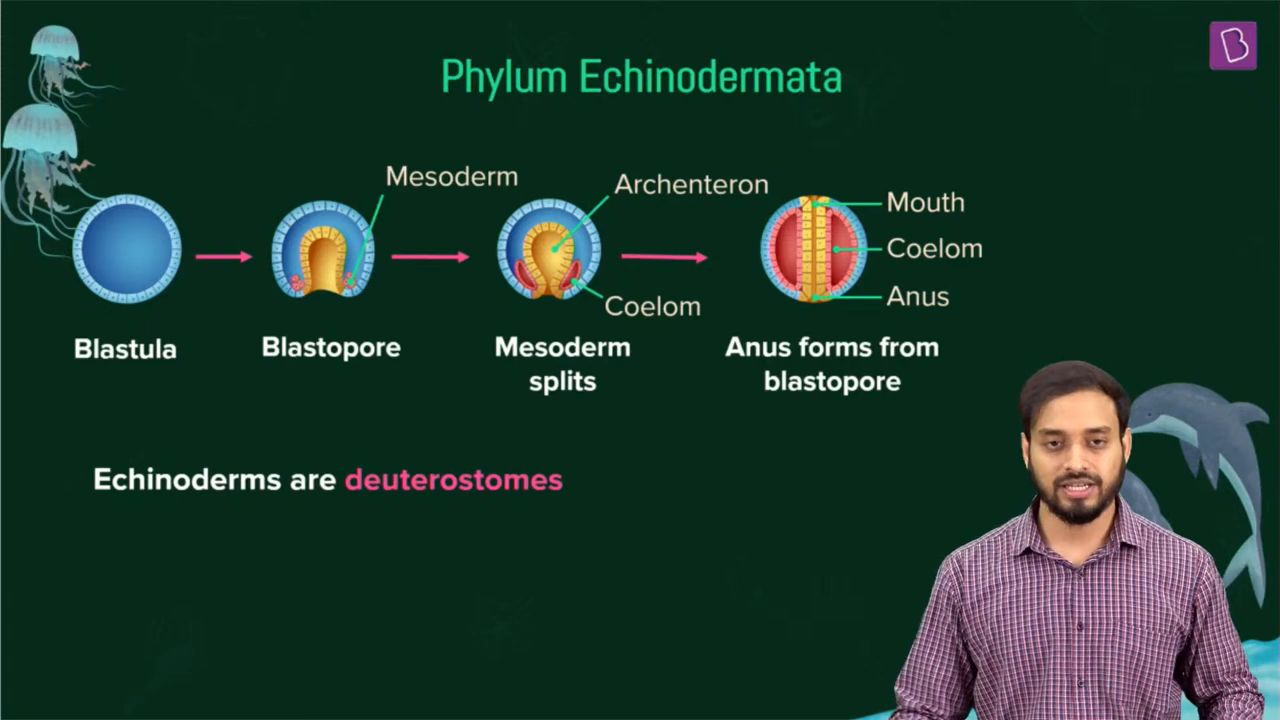 Phylum Echinodermata
Mesoderm
Archenteron
Mouth
Coelom
Anus
Coelom
Blastula
Blastopore
Mesoderm
splits
Anus forms from
blastopore
Echinoderms are deuterostomes